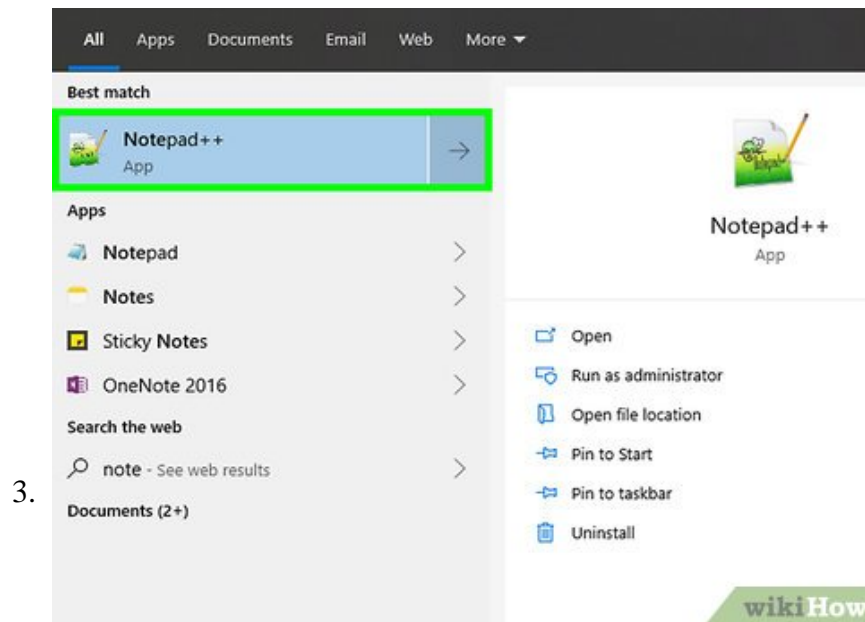 All Apps Documents Email Web More
Best match
Notepad++
App
Apps
Notepad
Notes
Sticky Notes
OneNote 2016
Search the web
note - See web results
3.
Documents (2+)
Notepad++
App
Open
Run as administrator
Open file location
Pin to Start
Pin to taskbar
Uninstall
wikiHow